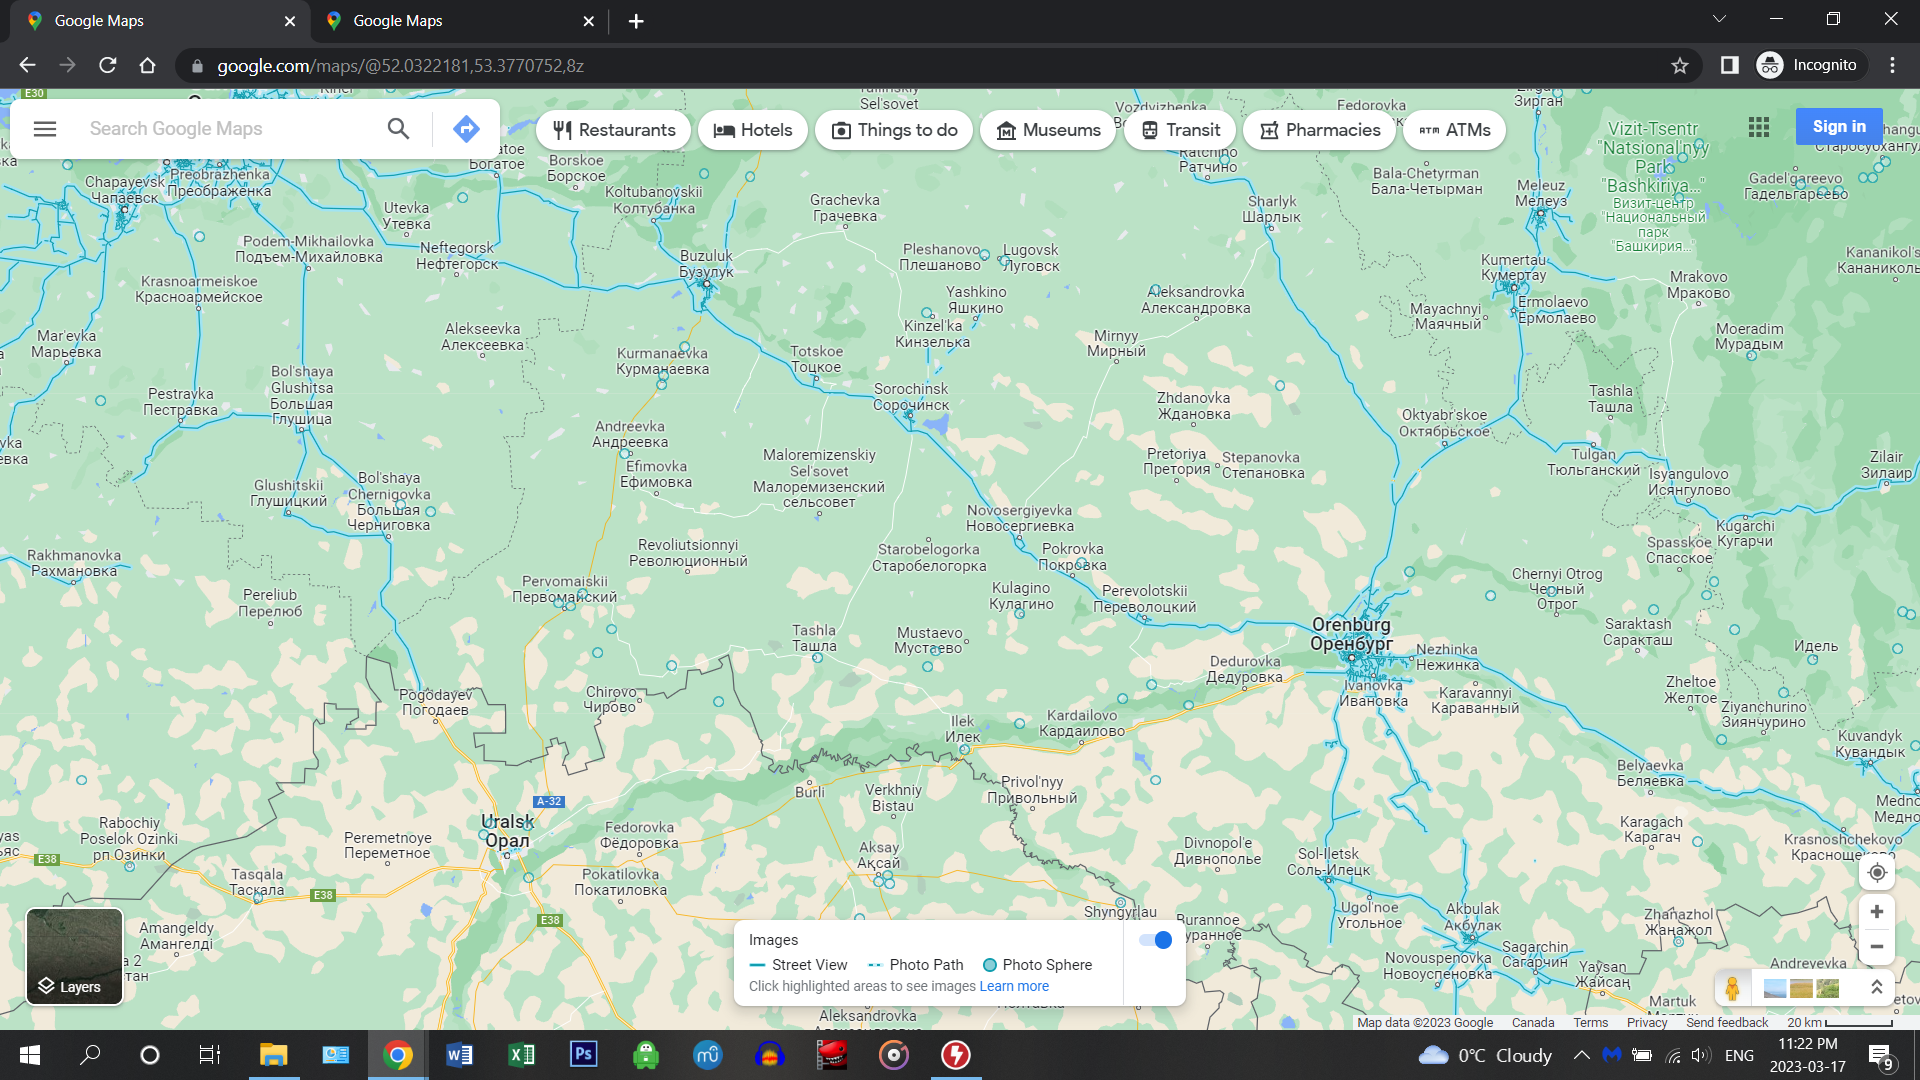 Google Maps
Google Maps
google.com/maps/@52.0322181,53.3770752,8z
Incognito
E30
Search Google Maps
Restaurants
Hotels
Things to do
Museums
Transit
Pharmacies
ATMs
Sign in
Sel'sovet
Vozdvizhenka
Fedorovka
Зирган
Vizit-Tsentr
"Natsional'nyy
Park
"Bashkiriya..."
Визит-центр
"Национальный
парк
"Башкирия..."
Gadel'gareevo
Гадельгареево
Chapayevsk
Чапаевск
Preobrazhenka
Преображенка
Богатое
Borskoe
Борское
Koltubanovskii
Колтубанка
Utevka
Утевка
Grachevka
Грачевка
Ratchino
Ратчино
Sharlyk
Шарлык
Bala-Chetyrman
Бала-Четырман
Meleuz
Мелеуз
Podem-Mikhailovka
Подъем-Михайловка
Neftegorsk
Нефтегорск
Buzuluk
Бузулук
Pleshanovo
Плешаново
Lugovsk
Луговск
Kumertau
Кумертау
Krasnoarmeiskoe
Красноармейское
Yashkino
Яшкино
Aleksandrovka
Александровка
Mrakovo
Мраково
Ermolaevo
Ермолаево
Mayachnyi
Маячный
Mar'evka
Марьевка
Alekseevka
Алексеевка
Kinzel'ka
Кинзелька
Mirnyy
Мирный
Moeradim
Мурадым
Kurmanaevka
Курманаевка
Totskoe
Тоцкое
Bol'shaya
Glushitsa
Большая
Глушица
Pestravka
Пестравка
Sorochinsk
Сорочинск
Zhdanovka
Ждановка
Tashla
Ташла
Oktyabr'skoe
Октябрьское
Andreevka
Андреевка
Efimovka
Ефимовка
Maloremizenskiy
Sel'sovet
Малоремизенский
сельсовет
Pretoriya
Претория
Stepanovka
Степановка
Tulgan
Тюльганский
Isyangulovo
Исянгулово
Zilair
Зилаир
Glushitskii
Глушицкий
Bol'shaya
Chernigovka
Большая
Черниговка
Novosergiyevka
Новосергиевка
Kugarchi
Кугарчи
Spasskoe
Спасское
Rakhmanovka
Рахмановка
Revoliutsionnyi
Революционный
Starobelogorka
Старобелогорка
Pokrovka
Покровка
Pervomaiskii
Первомайский
Kulagino
Кулагино
Perevolotskii
Переволоцкий
Chernyi Otrog
Черный
Отрог
Pereliub
Перелюб
Tashla
Ташла
Mustaevo
Мустаево
Orenburg
Оренбург
Saraktash
Саракташ
Идель
Nezhinka
Нежинка
Dedurovka
Дедуровка
Ivanovka
Ивановка
Karavannyi
Караванный
Zheltoe
Желтое
Pogodayev
Погодаев
Chirovo
Чирово
Ilek
Илек
Kardailovo
Кардаилово
Ziyanchurino
Зиянчурино
Kuvandyk
Кувандык
Belyaevka
Беляевка
Burli
Verkhniy
Bistau
Privol'nyy
Привольный
A-32
Uralsk
Орал
Rabochiy
Poselok Ozinki
рп Озинки
Peremetnoye
Переметное
Fedorovka
Фёдоровка
Aksay
Ақсай
Divnopol'e
Дивнополье
Sol-Iletsk
Соль-Илецк
Karagach
Карагач
Krasnoshchekovo
Краснощеково
E38
Tasqala
Таскала
E38
Pokatilovka
Покатиловка
E38
Shyngyrlau
Burannoe
Ugol'noe
Угольное
Akbulak
Акбулак
Zhanazhol
Жанажол
Amangeldy
Амангелді
Sagarchin
Сагарчин
Novouspenovka
Новоуспеновка
Yaysan
Жайсаң
Andreyevka
Martuk
Aleksandrovka
Layers
Images
Street View
Photo Path
Photo Sphere
Click highlighted areas to see images Learn more
Map data ©2023 Google
Canada
Terms
Privacy
Send feedback
20 km
0°C Cloudy
ENG
11:22 PM
2023-03-17
9